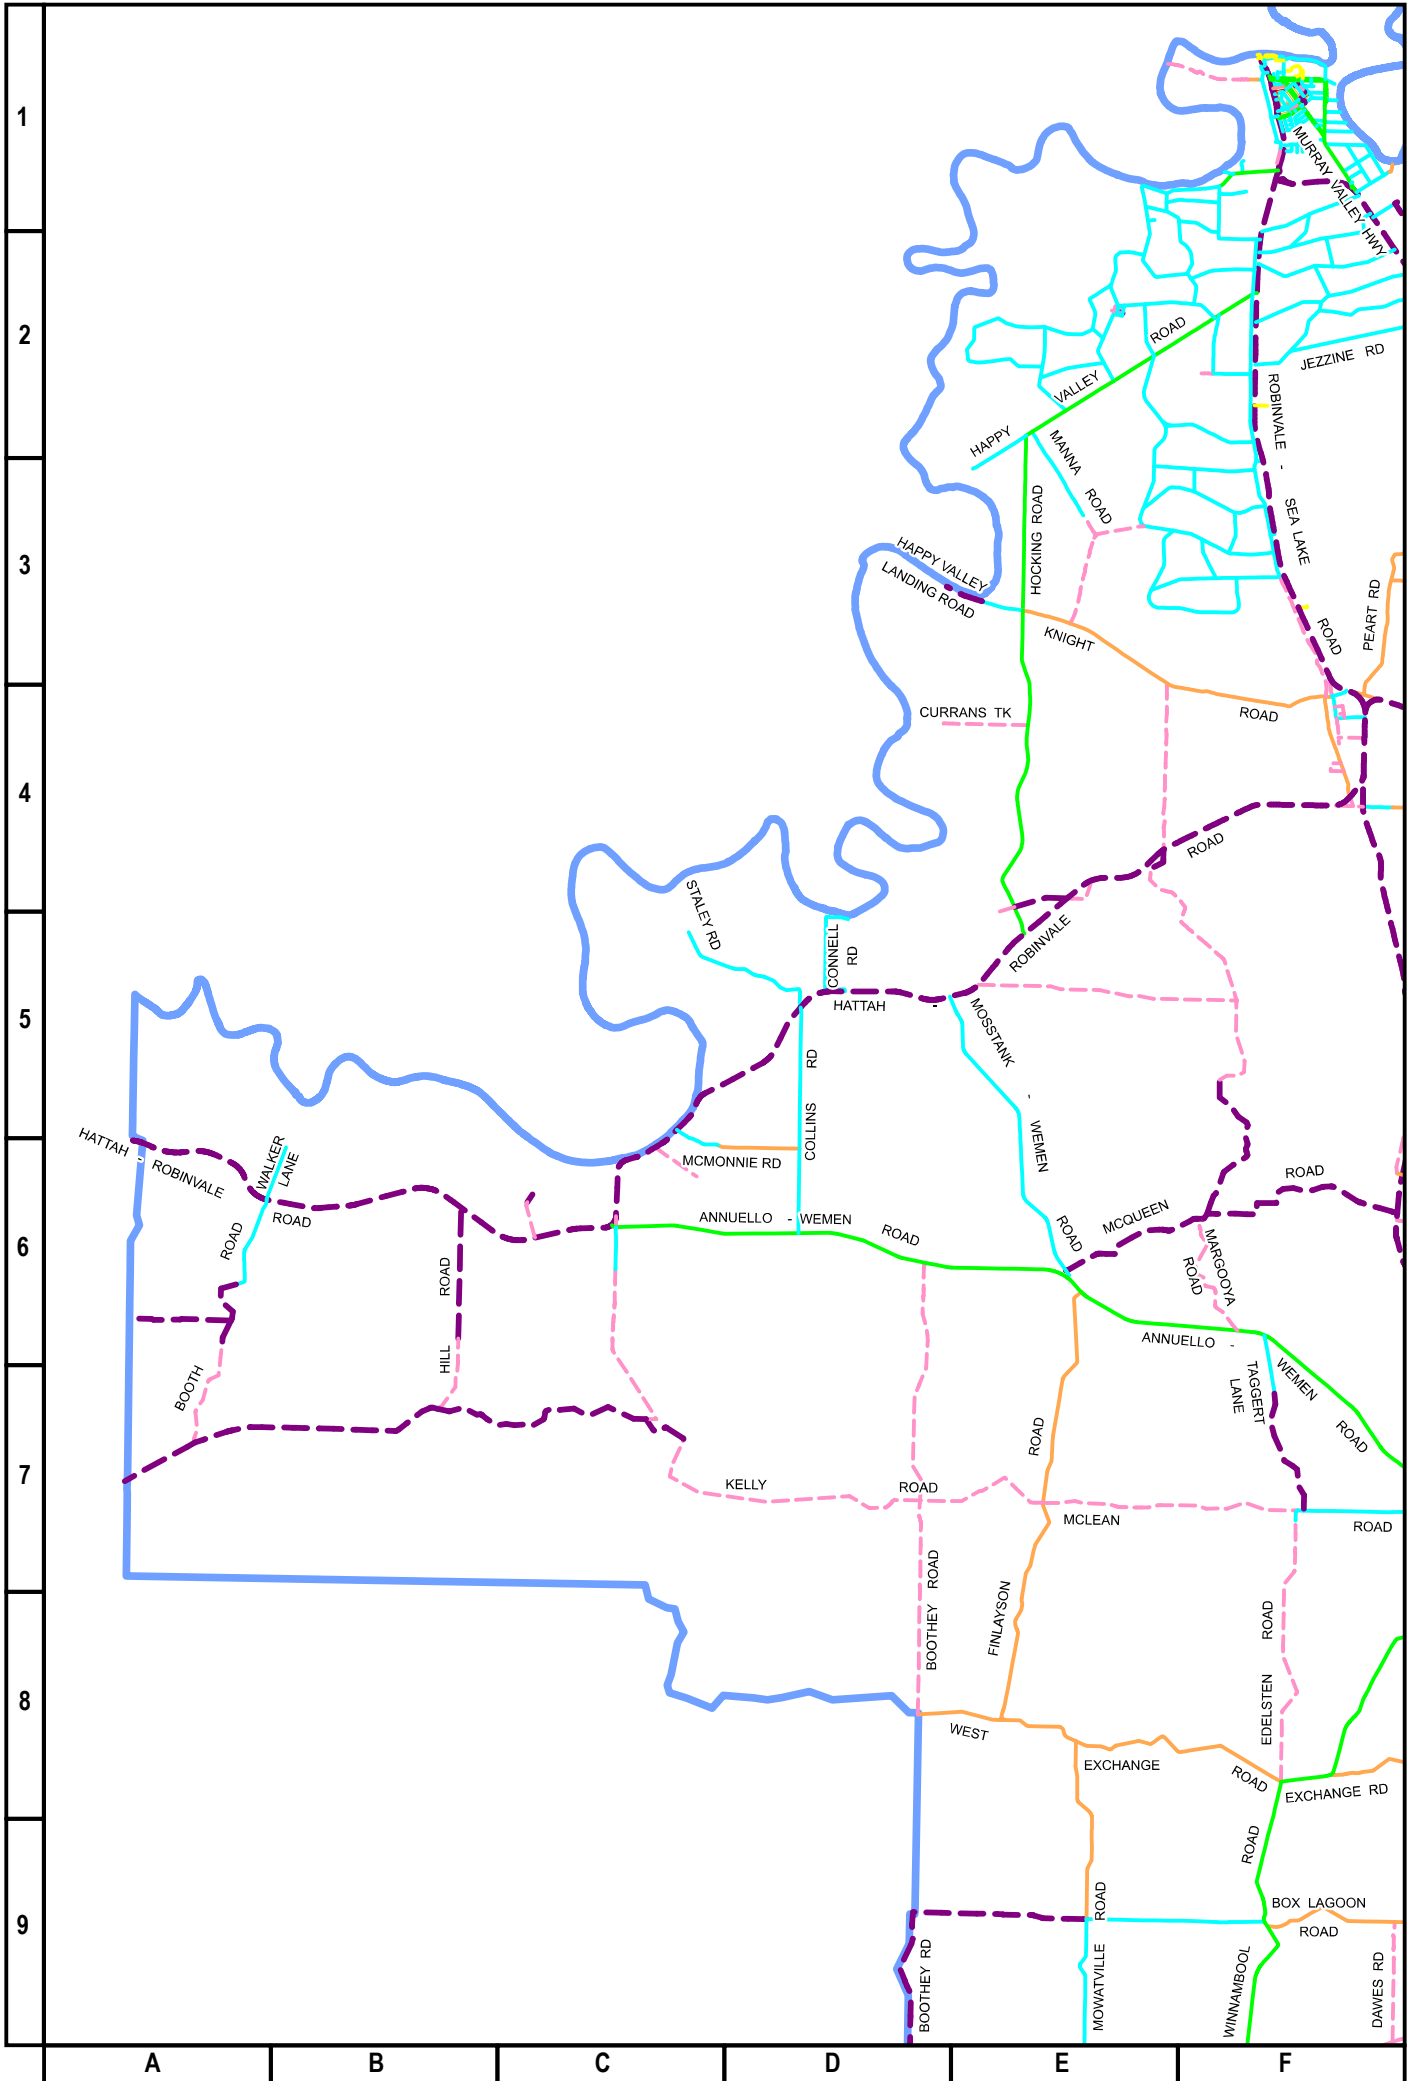 1
MURRAY VALLEY HWY
2
HAPPY VALLEY ROAD
JEZZINE RD
ROBINVALE - SEA LAKE ROAD
MANNA ROAD
HOCKING ROAD
3
HAPPY VALLEY
LANDING ROAD
KNIGHT ROAD
PEART RD
CURRANS TK
4
ROAD
STALEY RD
CONNELL
RD
ROBINVALE
HATTAH -
5
MOSSTANK - WEMEN ROAD
COLLINS RD
HATTAH - ROBINVALE ROAD
WALKER
LANE
MCMONNIE RD
ROAD
MCQUEEN
6
ANNUELLO - WEMEN ROAD
MARGOOYA
ROAD
BOOTH ROAD
HILL ROAD
ANNUELLO - WEMEN ROAD
TAGGERT
LANE
7
KELLY ROAD
MCLEAN ROAD
BOOTHEY ROAD
FINLAYSON ROAD
EDELSTEN ROAD
8
WEST EXCHANGE ROAD
EXCHANGE RD
9
BOX LAGOON
ROAD
BOOTHEY RD
MOWATVILLE ROAD
WINNAMBOOL ROAD
DAWES RD
A B C D E F